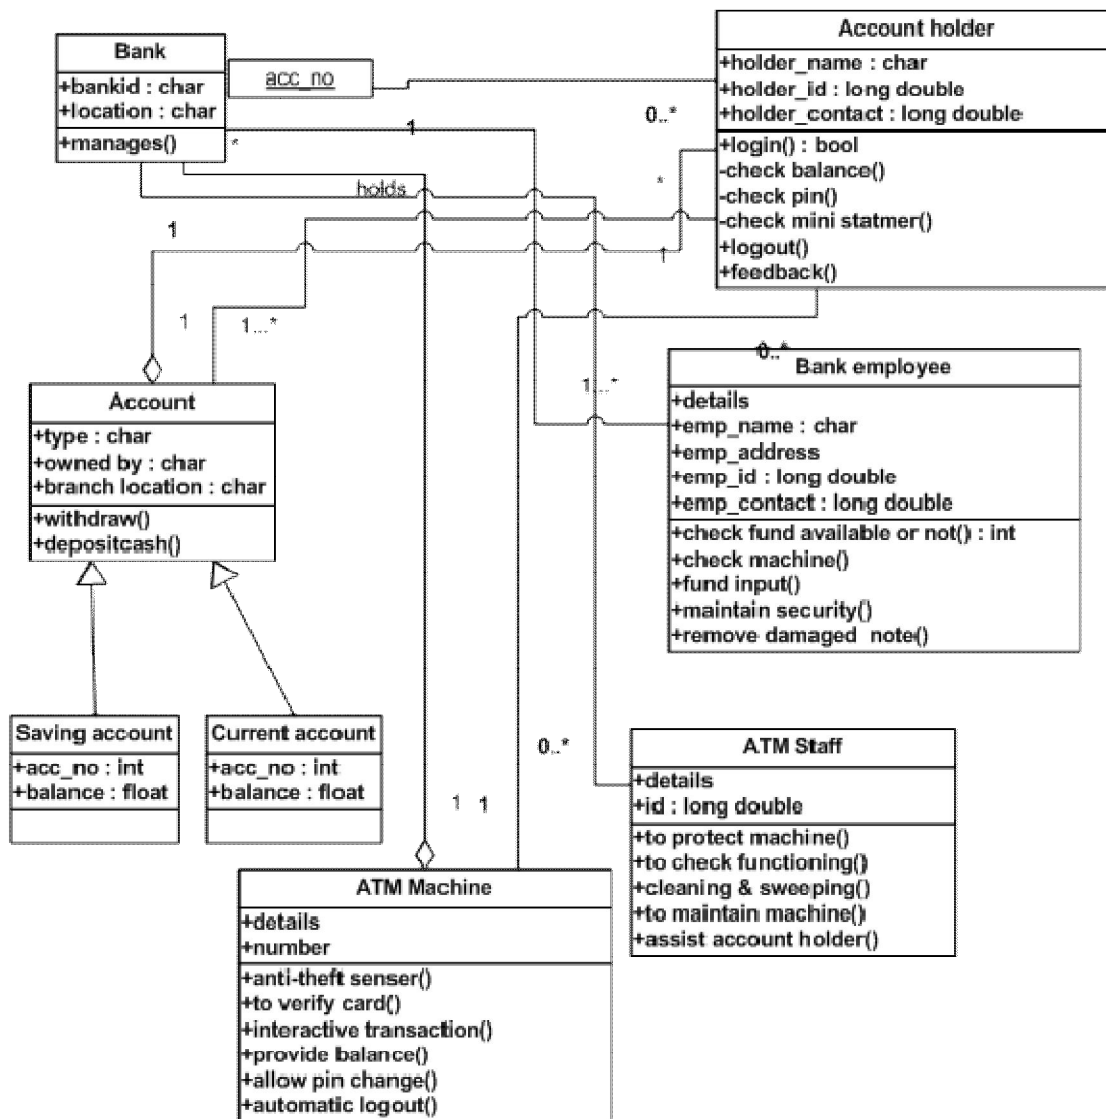 Bank
+bankid : char
+location : char
+manages()
acc_no
Account holder
+holder_name : char
+holder_id : long double
+holder_contact : long double
+login() : bool
-check balance()
-check pin()
-check mini statmer()
+logout()
+feedback()
0..*
1
*
holds
*
1
1
1
1...*
0..*
1...*
Account
+type : char
+owned by : char
+branch location : char
+withdraw()
+depositcash()
Bank employee
+details
+emp_name : char
+emp_address
+emp_id : long double
+emp_contact : long double
+check fund available or not() : int
+check machine()
+fund input()
+maintain security()
+remove damaged note()
Saving account
+acc_no : int
+balance : float
Current account
+acc_no : int
+balance : float
0..*
1
1
ATM Staff
+details
+id : long double
+to protect machine()
+to check functioning()
+cleaning & sweeping()
+to maintain machine()
+assist account holder()
ATM Machine
+details
+number
+anti-theft senser()
+to verify card()
+interactive transaction()
+provide balance()
+allow pin change()
+automatic logout()